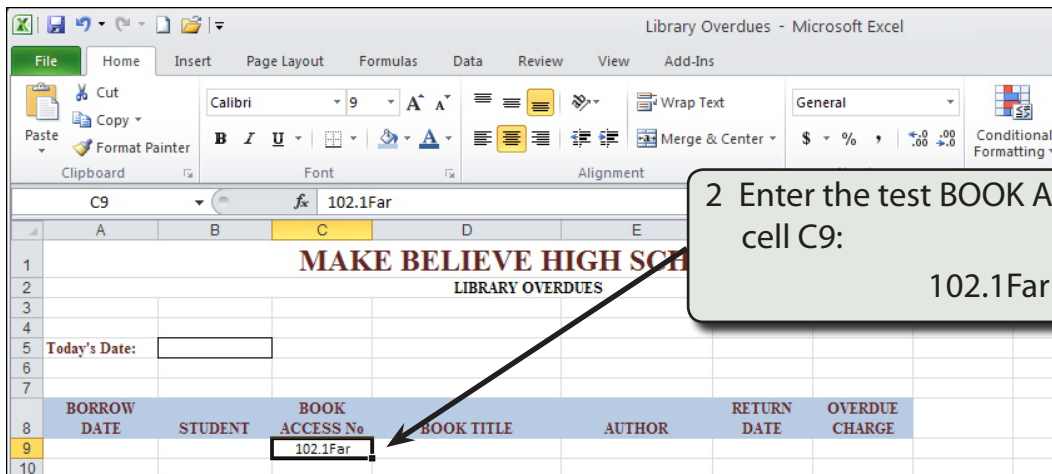 Library Overdues - Microsoft Excel
File Home Insert Page Layout Formulas Data Review View Add-Ins
Cut
Copy
Format Painter
Paste
Calibri 9 A A
B I U A
Wrap Text
Merge & Center
General
$ % , .0 .00 .00 .0
Conditional
Formatting
Clipboard Font Alignment
C9 fx 102.1Far
2 Enter the test BOOK A
cell C9:
102.1Far
A B C D E
1 MAKE BELIEVE HIGH SCH
2 LIBRARY OVERDUES
3
4
5 Today's Date:
6
7
8 BORROW DATE STUDENT BOOK ACCESS No BOOK TITLE AUTHOR RETURN DATE OVERDUE CHARGE
9 102.1Far
10